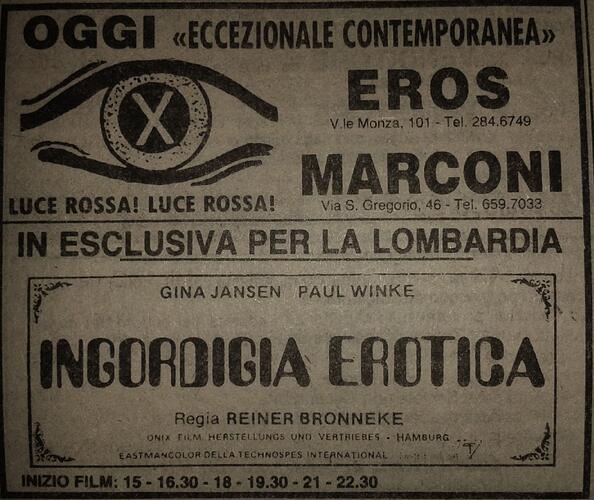 OGGI «ECCEZIONALE CONTEMPORANEA»
X
LUCE ROSSA! LUCE ROSSA!
EROS
V.le Monza, 101 - Tel. 284.6749
MARCONI
Via S. Gregorio, 46 - Tel. 659.7033
IN ESCLUSIVA PER LA LOMBARDIA
GINA JANSEN PAUL WINKE
INGORDIGIA EROTICA
Regia REINER BRONNEKE
ONIX FILM HERSTELLUNGS UND VERTRIEBES - HAMBURG
EASTMANCOLOR DELLA TECHNOSPES INTERNATIONAL
INIZIO FILM: 15 - 16.30 - 18 - 19.30 - 21 - 22.30